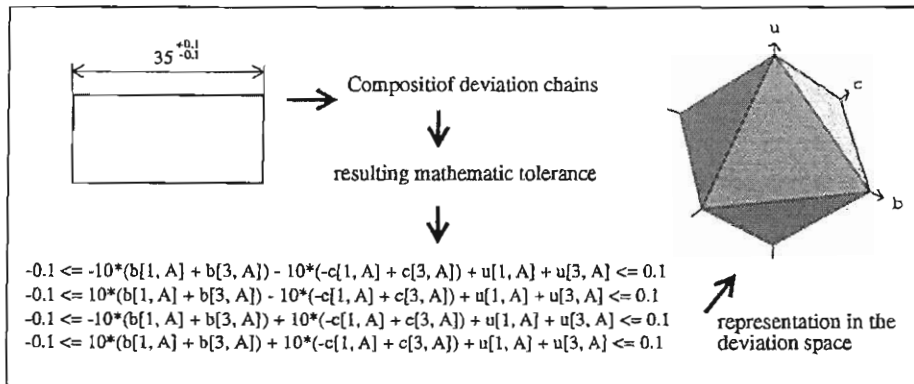 35 +0.1
-0.1
Compositiof deviation chains
resulting mathematic tolerance
u
c
b
-0.1 <= -10*(b[1, A] + b[3, A]) - 10*(-c[1, A] + c[3, A]) + u[1, A] + u[3, A] <= 0.1
-0.1 <= 10*(b[1, A] + b[3, A]) - 10*(-c[1, A] + c[3, A]) + u[1, A] + u[3, A] <= 0.1
-0.1 <= -10*(b[1, A] + b[3, A]) + 10*(-c[1, A] + c[3, A]) + u[1, A] + u[3, A] <= 0.1
-0.1 <= 10*(b[1, A] + b[3, A]) + 10*(-c[1, A] + c[3, A]) + u[1, A] + u[3, A] <= 0.1
representation in the
deviation space